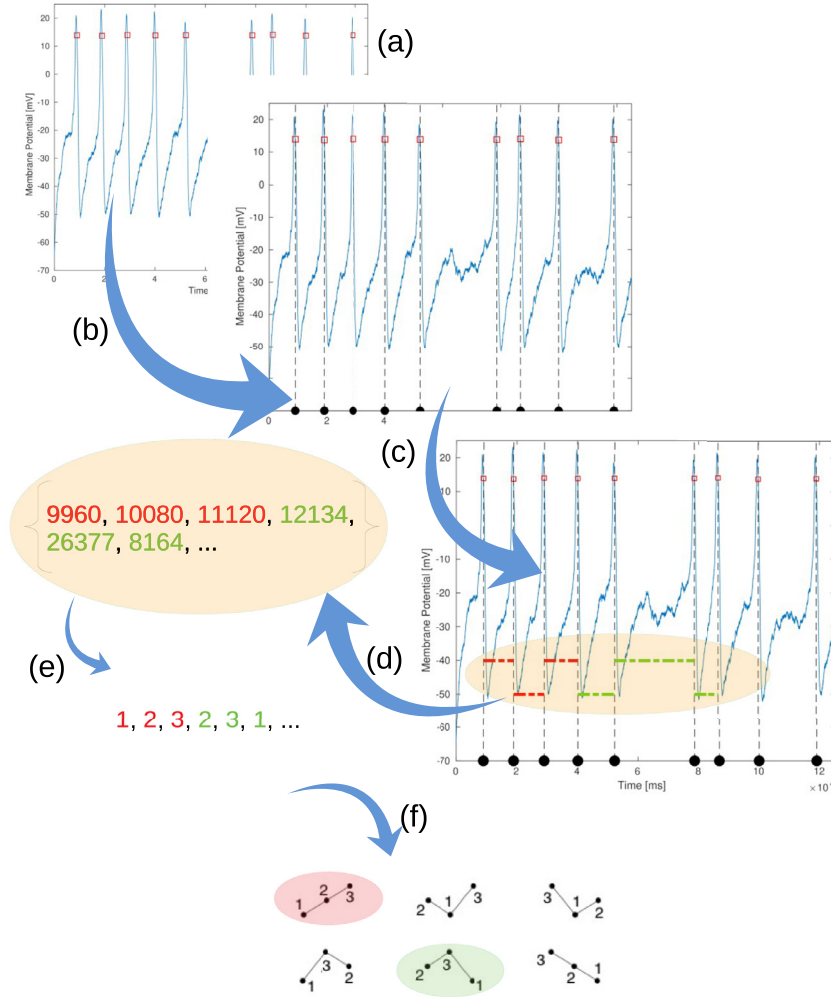 20
10
0
-10
-20
-30
-40
-50
-70
0
2
4
6
Membrane Potential [mV]
Time
(a)
20
10
0
-10
-20
-30
-40
-50
0
2
4
Membrane Potential [mV]
(b)
(c)
20
-10
-20
-30
-40
-50
-60
-70
0
2
4
6
8
10
12
Membrane Potential [mV]
Time [ms]
9960, 10080, 11120, 12134,
26377, 8164, ...
(d)
(e)
1, 2, 3, 2, 3, 1, ...
(f)
1 2 3
2 1 3
3 1 2
1 3 2
2 3 1
3 2 1